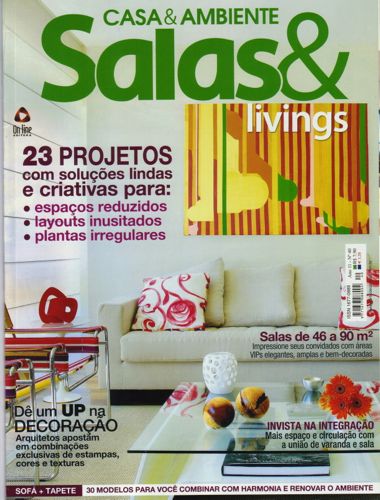 CASA & AMBIENTE
Salas &
livings
On-line
EDITORA
23 PROJETOS
com soluções lindas
e criativas para:
• espaços reduzidos
• layouts inusitados
• plantas irregulares
Salas de 46 a 90 m²
Impressione seus convidados com áreas
VIPs elegantes, amplas e bem-decoradas
Dê um UP na
DECORAÇÃO
Arquitetos apostam
em combinações
exclusivas de estampas,
cores e texturas
INVISTA NA INTEGRAÇÃO
Mais espaço e circulação com
a união de varanda e sala
SOFÁ + TAPETE
30 MODELOS PARA VOCÊ COMBINAR COM HARMONIA E RENOVAR O AMBIENTE